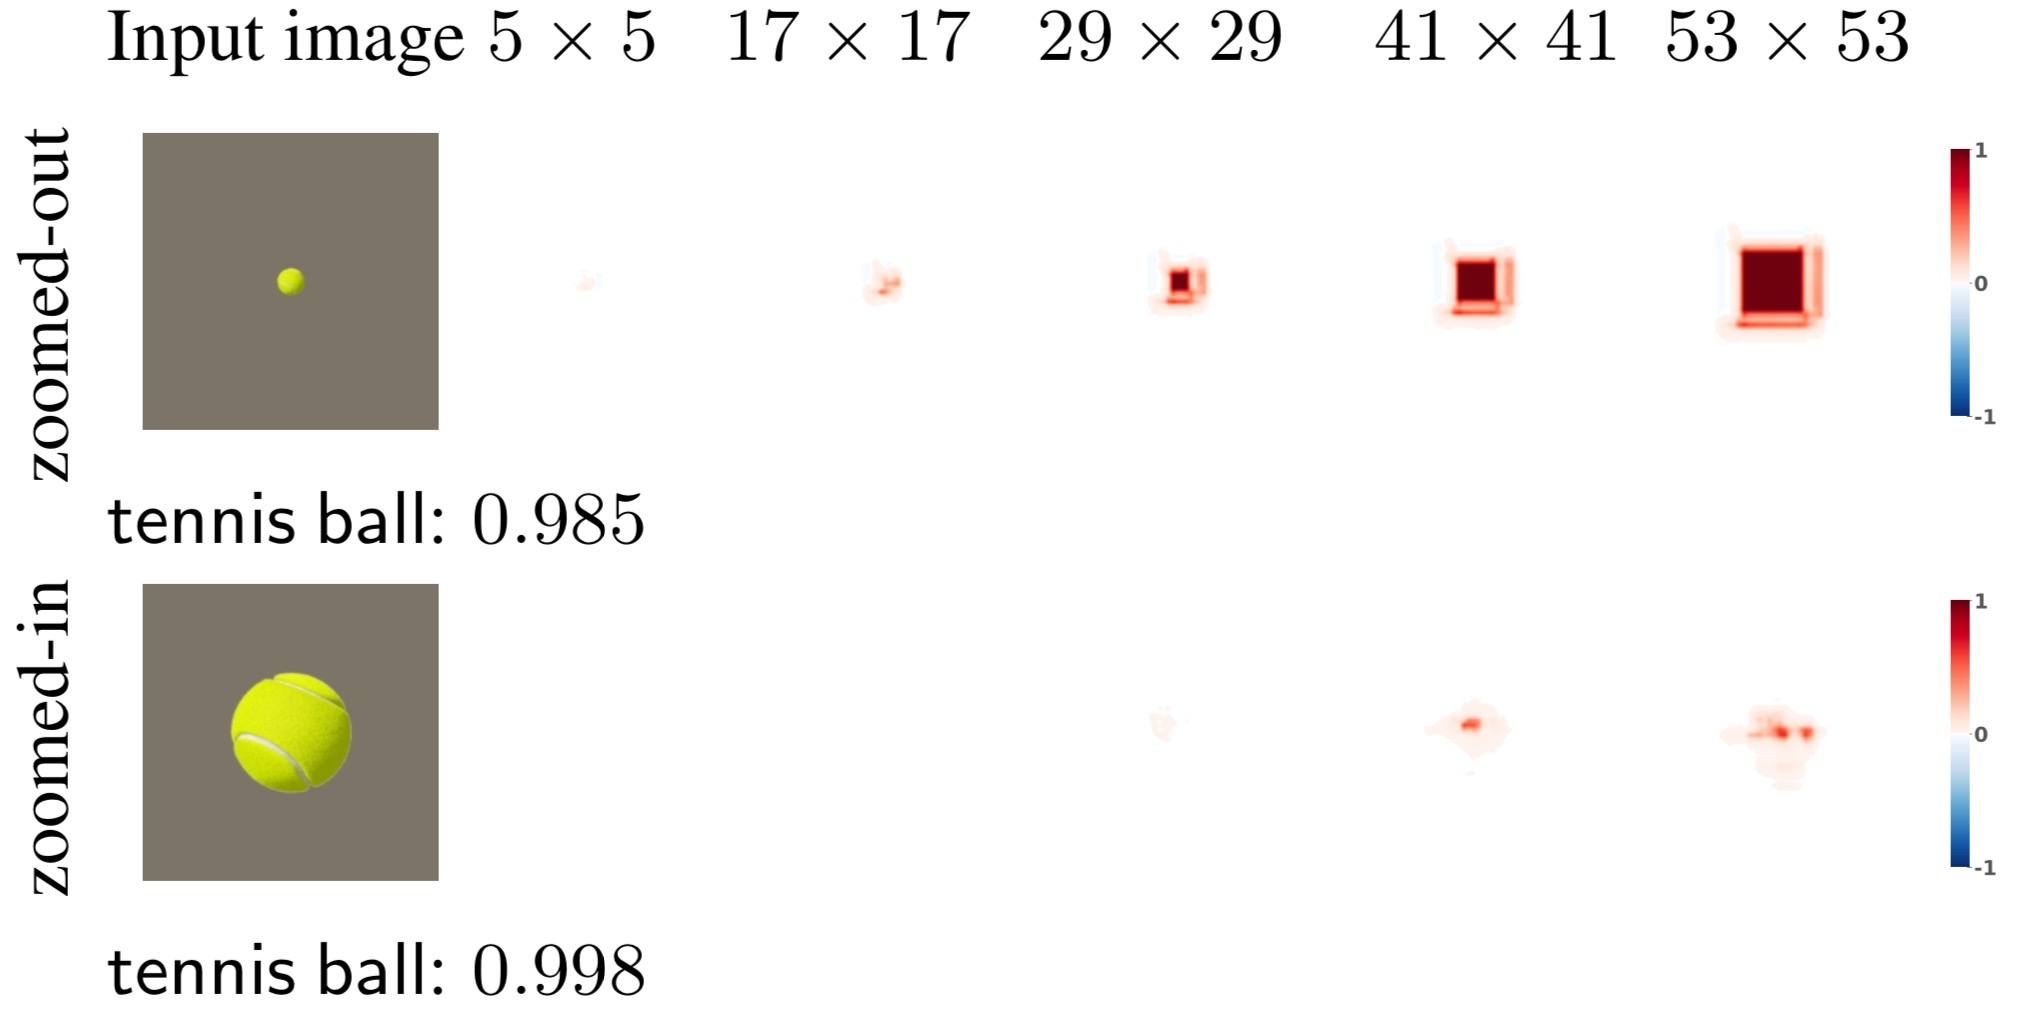 Input image 5 × 5 17 × 17 29 × 29 41 × 41 53 × 53
zoomed-out
1
0
-1
tennis ball: 0.985
zoomed-in
1
0
-1
tennis ball: 0.998